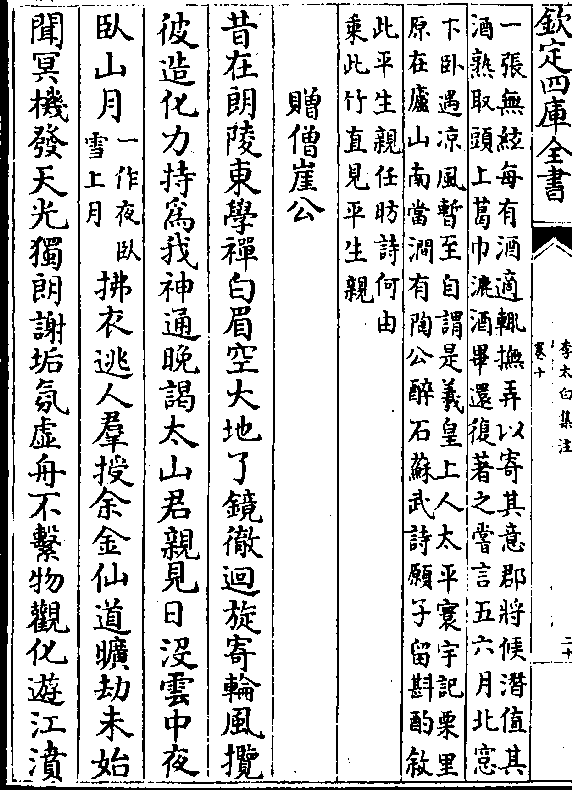 欽定四庫全書
李太白集注
卷十
二十
一張無絃每有酒適輒撫弄以寄其意郡將候潛值其
酒熟取頭上葛巾漉酒畢還復著之嘗言五六月北窓
下卧遇涼風暫至自謂是羲皇上人太平寰宇記栗里
原在廬山南當澗有陶公醉石蘇武詩願子留斟酌敘
此平生親任昉詩何由
乘此竹直見平生親
贈僧崖公
昔在朗陵東學禪白眉空大地了鏡徹迴旋寄輪風攬
彼造化力持爲我神通晚謁太山君親見日没雲中夜
臥山月一作夜臥
雪上月拂衣逃人羣授余金仙道曠劫未始
聞冥機發天光獨朗謝垢氛虛舟不繫物觀化遊江濆